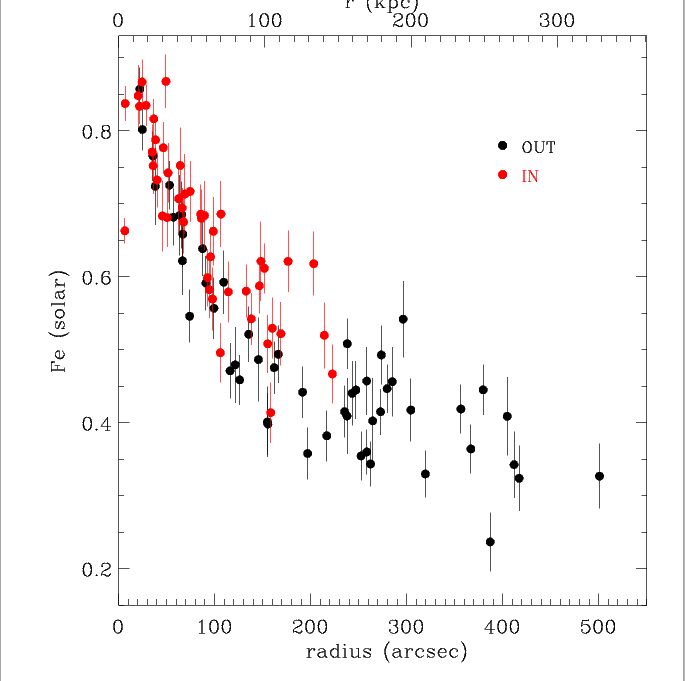 r (kpc)
0 100 200 300
0.8
0.6
0.4
0.2
Fe (solar)
OUT
IN
0 100 200 300 400 500
radius (arcsec)